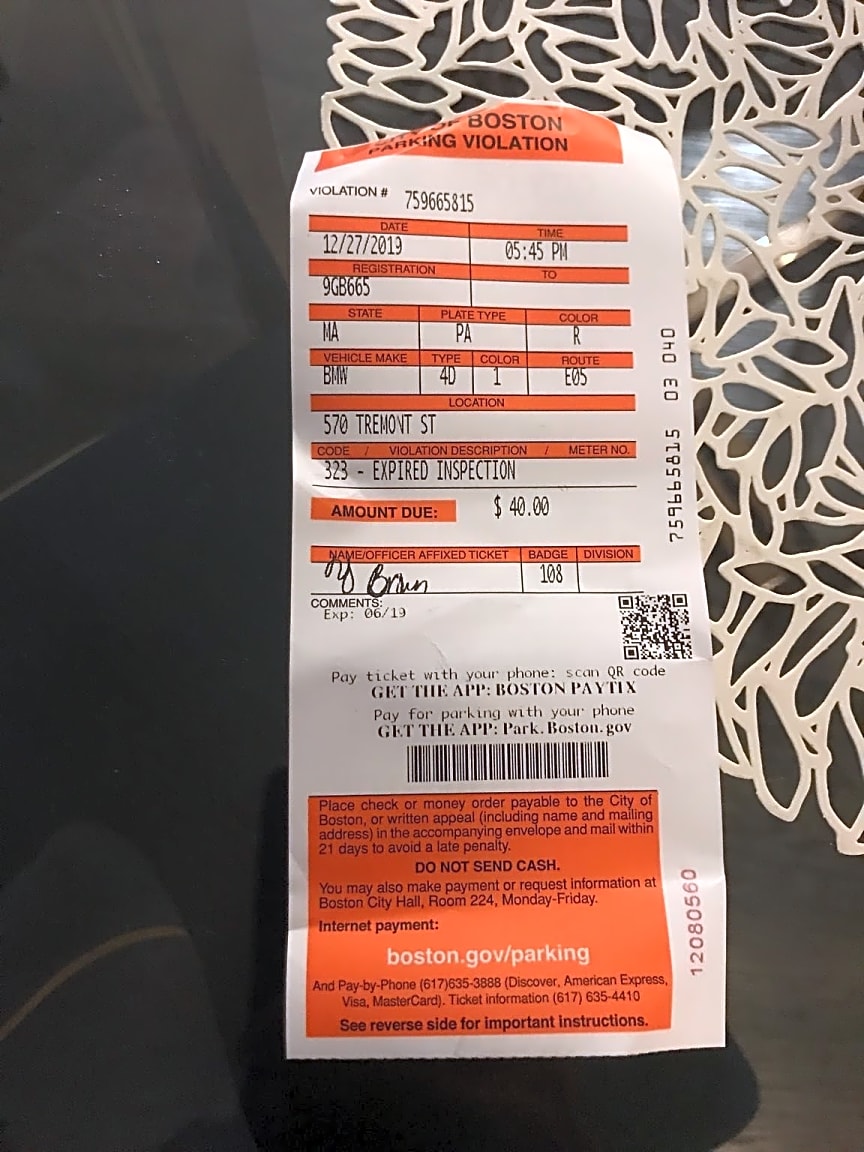 OF BOSTON
PARKING VIOLATION
VIOLATION # 759665815
DATE TIME
12/27/2019 05:45 PM
REGISTRATION TO
9GB665
STATE PLATE TYPE COLOR
MA PA R
VEHICLE MAKE TYPE COLOR ROUTE
BMW 4D 1 E05
LOCATION
570 TREMONT ST
CODE / VIOLATION DESCRIPTION / METER NO.
323 - EXPIRED INSPECTION
AMOUNT DUE: $ 40.00
NAME/OFFICER AFFIXED TICKET BADGE DIVISION
108
COMMENTS:
Exp: 06/19
Pay ticket with your phone: scan QR code
GET THE APP: BOSTON PAYTIX
Pay for parking with your phone
GET THE APP: Park.Boston.gov
Place check or money order payable to the City of
Boston, or written appeal (including name and mailing
address) in the accompanying envelope and mail within
21 days to avoid a late penalty.
DO NOT SEND CASH.
You may also make payment or request information at
Boston City Hall, Room 224, Monday-Friday.
Internet payment:
boston.gov/parking
And Pay-by-Phone (617)635-3888 (Discover, American Express,
Visa, MasterCard). Ticket information (617) 635-4410
See reverse side for important instructions.
759665815 03 040
12080560